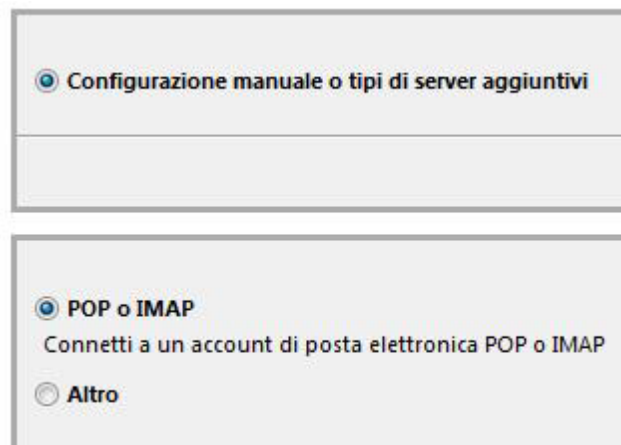 Configurazione manuale o tipi di server aggiuntivi
POP o IMAP
Connetti a un account di posta elettronica POP o IMAP
Altro